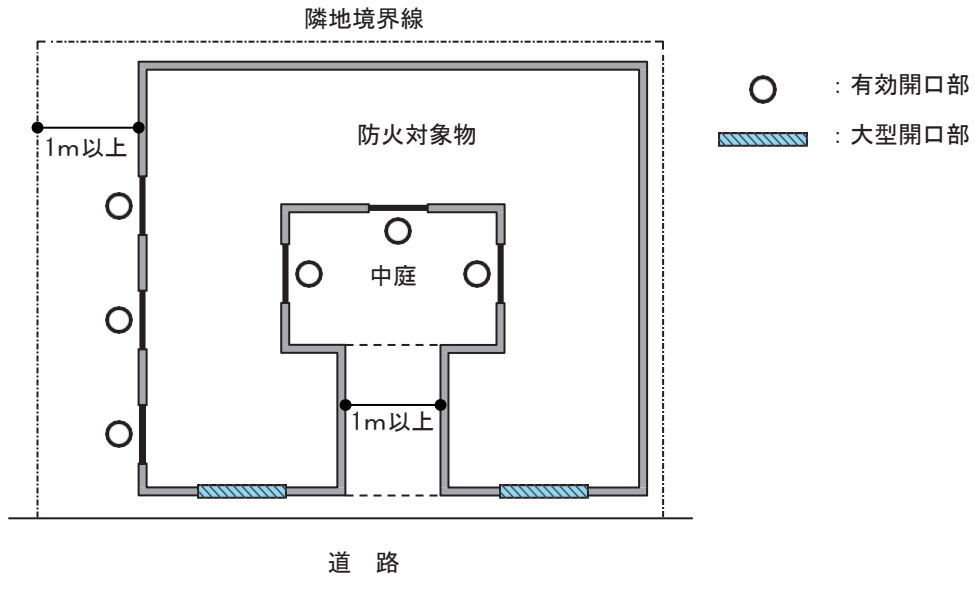 隣地境界線
：有効開口部
：大型開口部
1ｍ以上
防火対象物
中庭
1ｍ以上
道　路